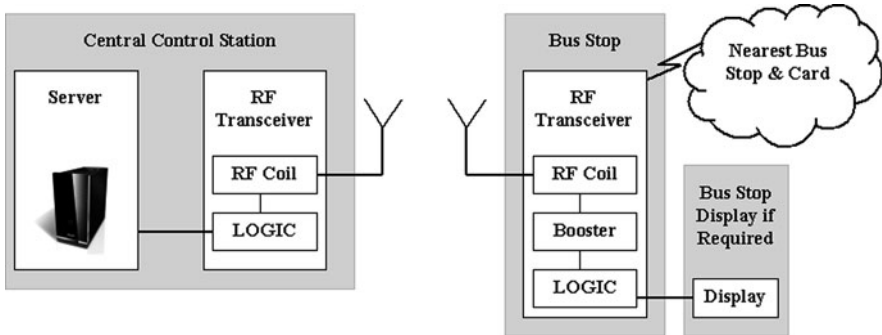 Central Control Station
Server
RF
Transceiver
RF Coil
LOGIC
Bus Stop
RF
Transceiver
RF Coil
Booster
LOGIC
Nearest Bus
Stop & Card
Bus Stop
Display if
Required
Display